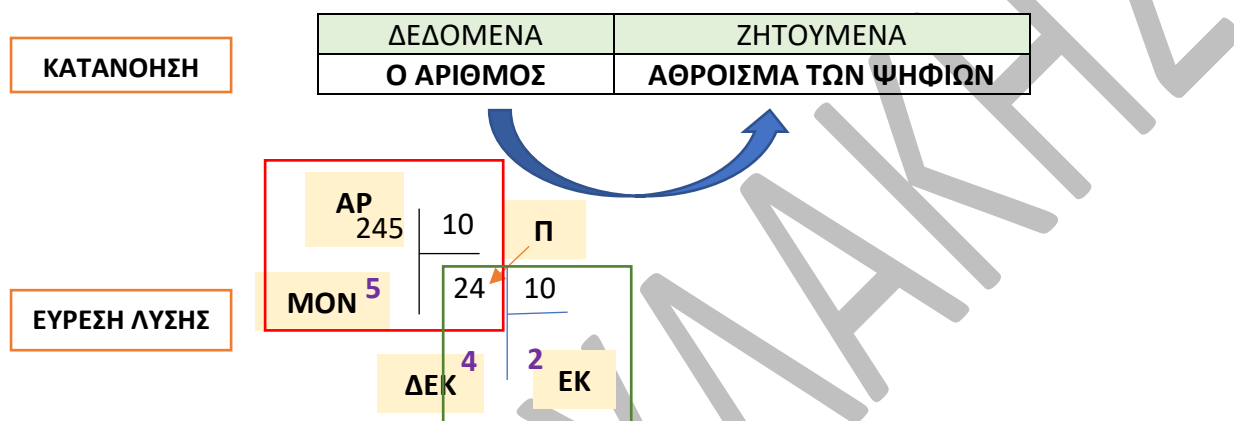 ΔΕΔΟΜΕΝΑ ΖΗΤΟΥΜΕΝΑ
ΚΑΤΑΝΟΗΣΗ Ο ΑΡΙΘΜΟΣ ΑΘΡΟΙΣΜΑ ΤΩΝ ΨΗΦΙΩΝ
ΑΡ
245 10 Π
ΜΟΝ 5 24 10
ΕΥΡΕΣΗ ΛΥΣΗΣ
ΔΕΚ 4 2 ΕΚ
ΛΑΚΗΣ